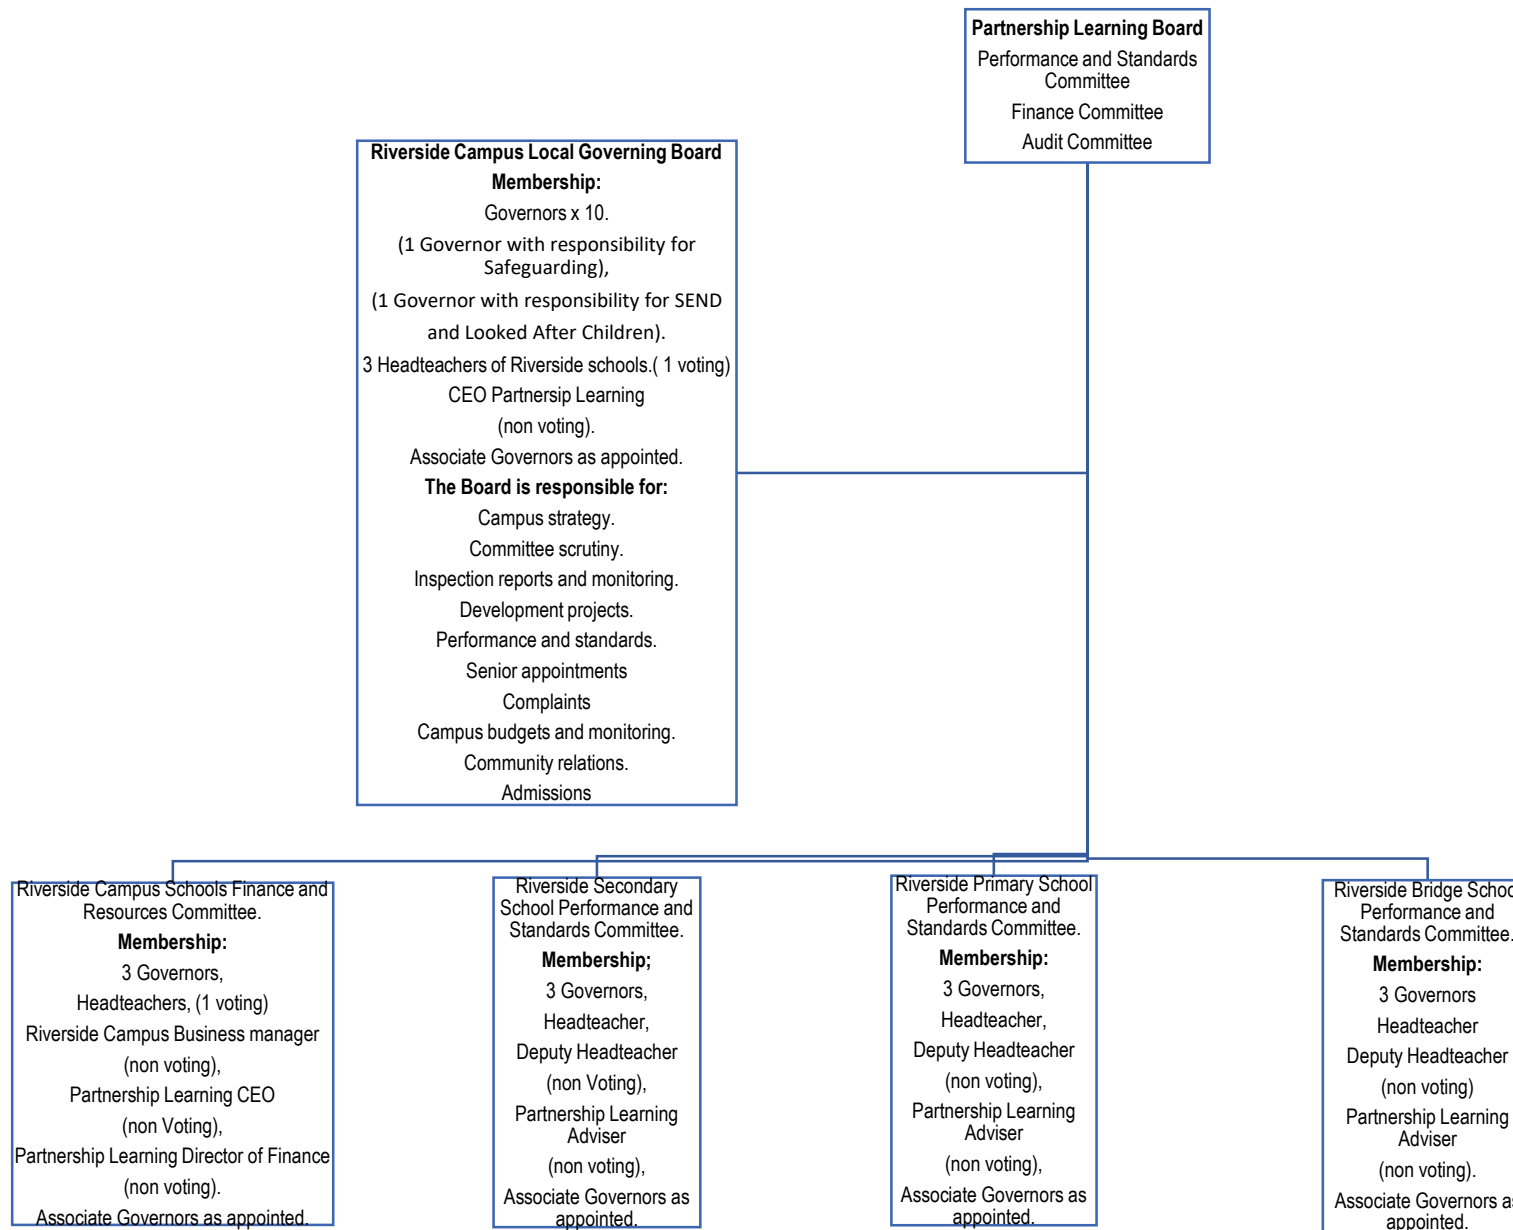 Partnership Learning Board
Performance and Standards
Committee
Finance Committee
Audit Committee
Riverside Campus Local Governing Board
Membership:
Governors x 10.
(1 Governor with responsibility for
Safeguarding),
(1 Governor with responsibility for SEND
and Looked After Children).
3 Headteachers of Riverside schools.( 1 voting)
CEO Partnersip Learning
(non voting).
Associate Governors as appointed.
The Board is responsible for:
Campus strategy.
Committee scrutiny.
Inspection reports and monitoring.
Development projects.
Performance and standards.
Senior appointments
Complaints
Campus budgets and monitoring.
Community relations.
Admissions
Riverside Campus Schools Finance and
Resources Committee.
Membership:
3 Governors,
Headteachers, (1 voting)
Riverside Campus Business manager
(non voting),
Partnership Learning CEO
(non Voting),
Partnership Learning Director of Finance
(non voting).
Associate Governors as appointed.
Riverside Secondary
School Performance and
Standards Committee.
Membership;
3 Governors,
Headteacher,
Deputy Headteacher
(non Voting),
Partnership Learning
Adviser
(non voting),
Associate Governors as
appointed.
Riverside Primary School
Performance and
Standards Committee.
Membership:
3 Governors,
Headteacher,
Deputy Headteacher
(non voting),
Partnership Learning
Adviser
(non voting),
Associate Governors as
appointed.
Riverside Bridge Schoo
Performance and
Standards Committee.
Membership:
3 Governors
Headteacher
Deputy Headteacher
(non voting)
Partnership Learning
Adviser
(non voting).
Associate Governors as
appointed.